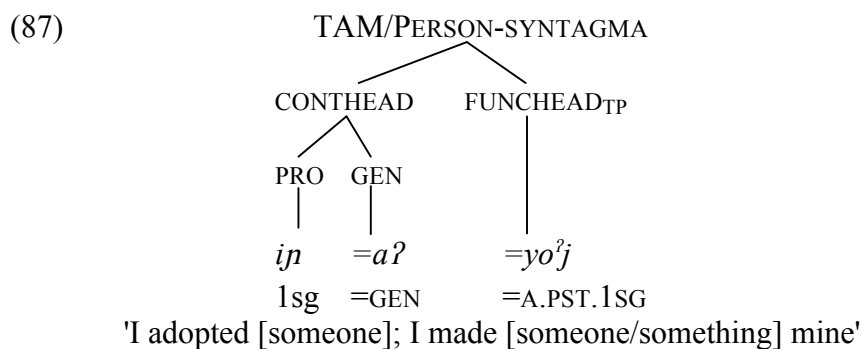 (87) TAM/PERSON-SYNTAGMA
CONTHEAD FUNCHEADTP
PRO GEN
iɲ =aʔ =yoˀj
1sg =GEN =A.PST.1SG
'I adopted [someone]; I made [someone/something] mine'